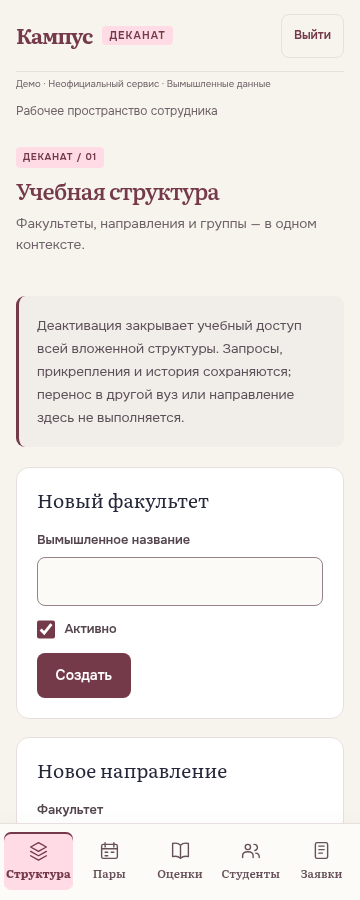 Кампус ДЕКАНАТ Выйти
Демо · Неофициальный сервис · Вымышленные данные
Рабочее пространство сотрудника
ДЕКАНАТ / 01
Учебная структура
Факультеты, направления и группы — в одном
контексте.
Деактивация закрывает учебный доступ
всей вложенной структуры. Запросы,
прикрепления и история сохраняются;
перенос в другой вуз или направление
здесь не выполняется.
Новый факультет
Вымышленное название
Активно
Создать
Новое направление
Факультет
Структура Пары Оценки Студенты Заявки